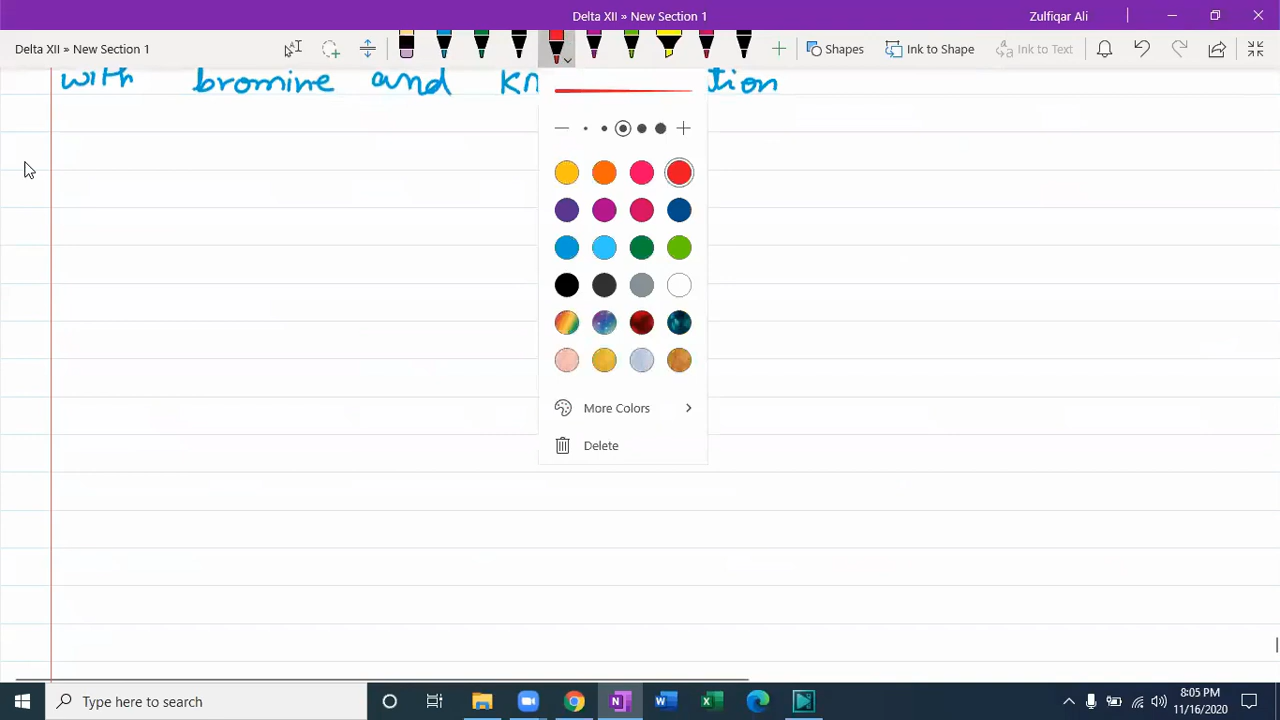 Delta XII » New Section 1
Zulfiqar Ali
Delta XII » New Section 1
Shapes
Ink to Shape
Ink to Text
with bromine and
More Colors
Delete
Type here to search
8:05 PM
11/16/2020